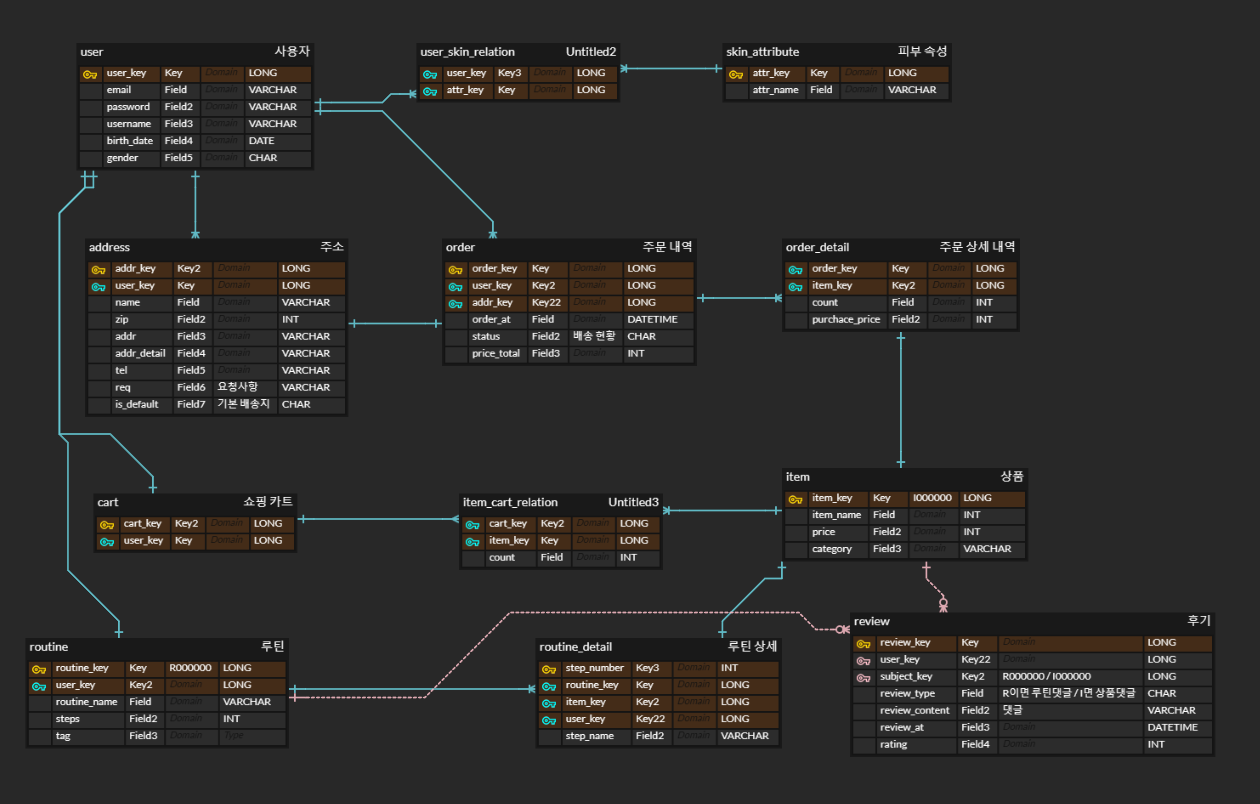 user 사용자
user_key Key Domain LONG
email Field Domain VARCHAR
password Field2 Domain VARCHAR
username Field3 Domain VARCHAR
birth_date Field4 Domain DATE
gender Field5 Domain CHAR
user_skin_relation Untitled2
user_key Key3 Domain LONG
attr_key Key Domain LONG
skin_attribute 피부 속성
attr_key Key Domain LONG
attr_name Field Domain VARCHAR
address 주소
addr_key Key2 Domain LONG
user_key Key Domain LONG
name Field Domain VARCHAR
zip Field2 Domain INT
addr Field3 Domain VARCHAR
addr_detail Field4 Domain VARCHAR
tel Field5 Domain VARCHAR
req Field6 요청사항 VARCHAR
is_default Field7 기본 배송지 CHAR
order 주문 내역
order_key Key Domain LONG
user_key Key2 Domain LONG
addr_key Key22 Domain LONG
order_at Field Domain DATETIME
status Field2 배송 현황 CHAR
price_total Field3 Domain INT
order_detail 주문 상세 내역
order_key Key Domain LONG
item_key Key2 Domain LONG
count Field Domain INT
purchace_price Field2 Domain INT
cart 쇼핑 카트
cart_key Key2 Domain LONG
user_key Key Domain LONG
item_cart_relation Untitled3
cart_key Key2 Domain LONG
item_key Key Domain LONG
count Field Domain INT
item 상품
item_key Key I000000 LONG
item_name Field Domain INT
price Field2 Domain INT
category Field3 Domain VARCHAR
routine 루틴
routine_key Key R000000 LONG
user_key Key2 Domain LONG
routine_name Field Domain VARCHAR
steps Field2 Domain INT
tag Field3 Domain Type
routine_detail 루틴 상세
step_number Key3 Domain INT
routine_key Key Domain LONG
item_key Key2 Domain LONG
user_key Key22 Domain LONG
step_name Field2 Domain VARCHAR
review 후기
review_key Key Domain LONG
user_key Key22 Domain LONG
subject_key Key2 R000000 / I000000 LONG
review_type Field R이면 루틴댓글 / I면 상품댓글 CHAR
review_content Field2 댓글 VARCHAR
review_at Field3 Domain DATETIME
rating Field4 Domain INT